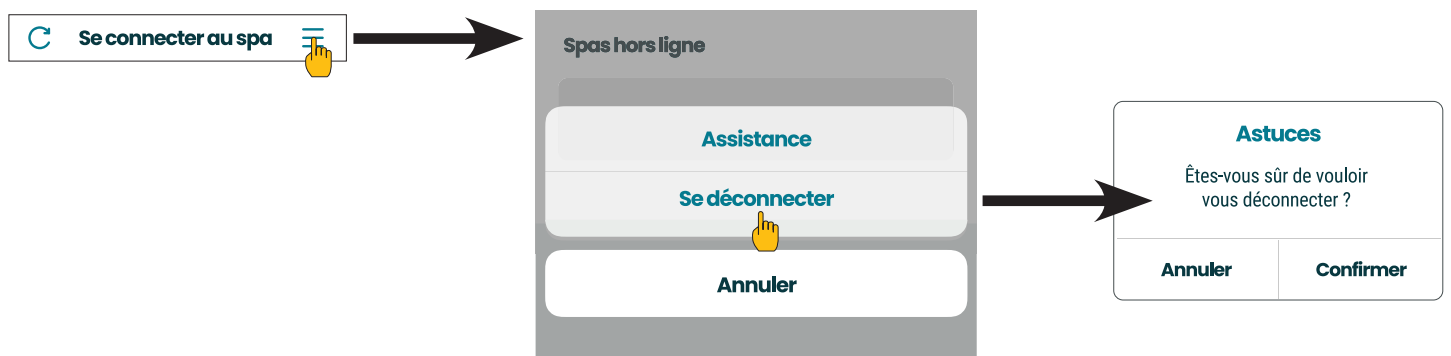 Se connecter au spa
Spas hors ligne
Assistance
Se déconnecter
Annuler
Astuces
Êtes-vous sûr de vouloir
vous déconnecter ?
Annuler
Confirmer